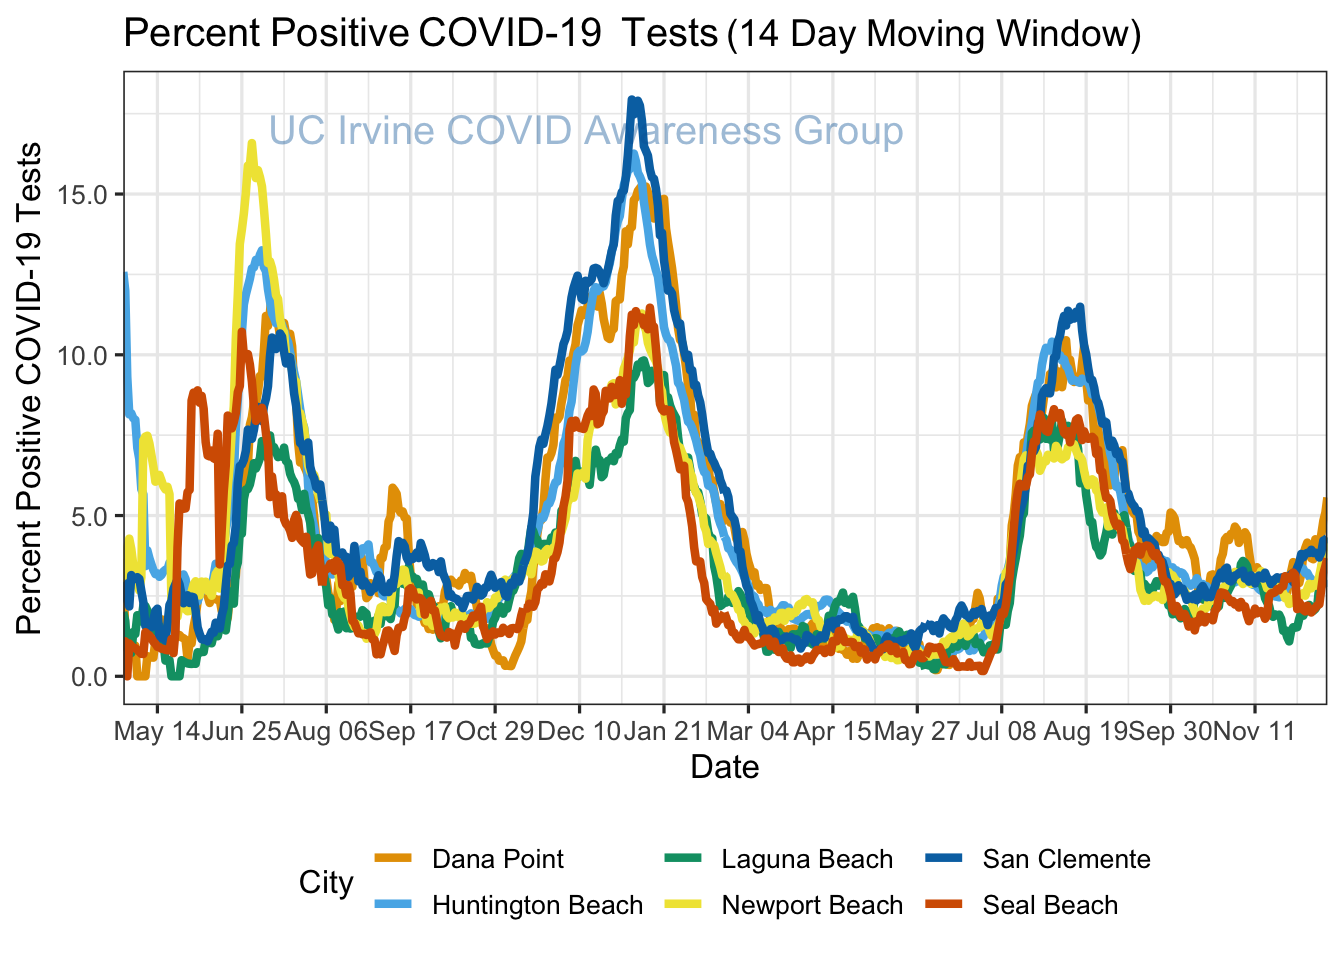 Percent Positive COVID-19  Tests (14 Day Moving Window)
UC Irvine COVID Awareness Group
Percent Positive COVID-19 Tests
15.0
10.0
5.0
0.0
May 14 Jun 25 Aug 06 Sep 17 Oct 29 Dec 10 Jan 21 Mar 04 Apr 15 May 27 Jul 08 Aug 19 Sep 30 Nov 11
Date
City
Dana Point Laguna Beach San Clemente
Huntington Beach Newport Beach Seal Beach